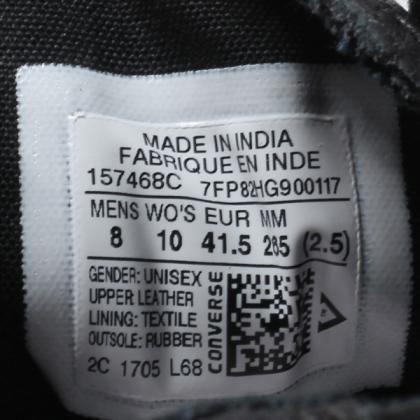 MADE IN INDIA
FABRIQUE EN INDE
157468C 7FP82HG900117
MENS WO'S EUR MM
8 10 41.5 265 (2.5)
GENDER: UNISEX
UPPER: LEATHER
LINING: TEXTILE
OUTSOLE: RUBBER
2C 1705 L68
CONVERSE